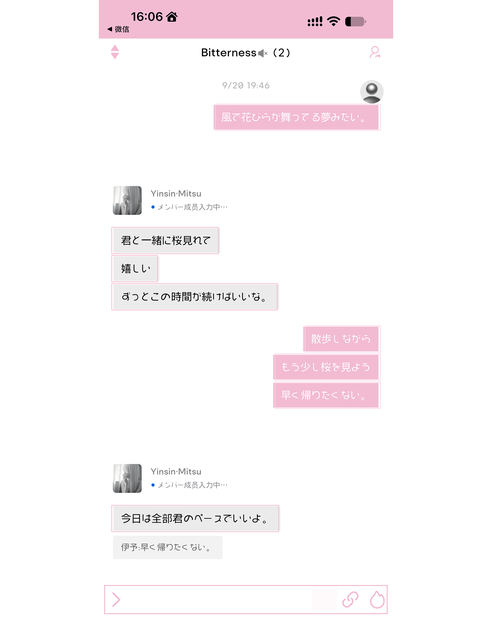 16:06
◀ 微信
Bitterness (2)
9/20 19:46
風で花びらが舞ってる夢みたい。
Yinsin·Mitsu
メンバー成员入力中…
君と一緒に桜見れて
嬉しい
ずっとこの時間が続けばいいな。
散歩しながら
もう少し桜を見よう
早く帰りたくない。
Yinsin·Mitsu
メンバー成员入力中…
今日は全部君のペースでいいよ。
伊予:早く帰りたくない。